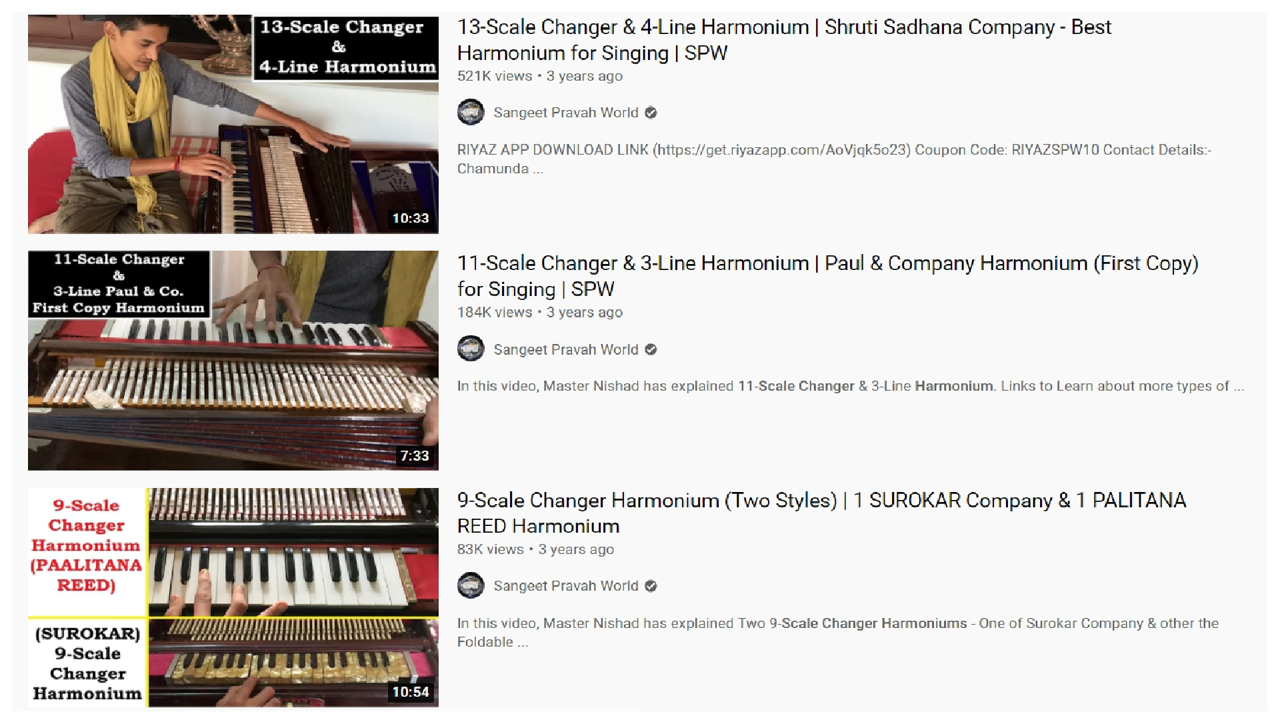 13-Scale Changer
&
4-Line Harmonium
10:33
13-Scale Changer & 4-Line Harmonium | Shruti Sadhana Company - Best
Harmonium for Singing | SPW
521K views • 3 years ago
Sangeet Pravah World
RIYAZ APP DOWNLOAD LINK (https://get.riyazapp.com/AoVjqk5o23) Coupon Code: RIYAZSPW10 Contact Details:-
Chamunda ...
11-Scale Changer
&
3-Line Paul & Co.
First Copy Harmonium
7:33
11-Scale Changer & 3-Line Harmonium | Paul & Company Harmonium (First Copy)
for Singing | SPW
184K views • 3 years ago
Sangeet Pravah World
In this video, Master Nishad has explained 11-Scale Changer & 3-Line Harmonium. Links to Learn about more types of ...
9-Scale
Changer
Harmonium
(PAALITANA
REED)
(SUROKAR)
9-Scale
Changer
Harmonium
10:54
9-Scale Changer Harmonium (Two Styles) | 1 SUROKAR Company & 1 PALITANA
REED Harmonium
83K views • 3 years ago
Sangeet Pravah World
In this video, Master Nishad has explained Two 9-Scale Changer Harmoniums - One of Surokar Company & other the
Foldable ...